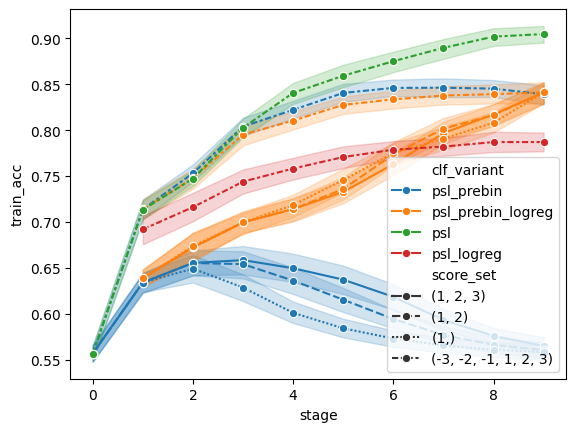 0.90
0.85
0.80
0.75
0.70
0.65
0.60
0.55
train_acc
clf_variant
psl_prebin
psl_prebin_logreg
psl
psl_logreg
score_set
(1, 2, 3)
(1, 2)
(1,)
(-3, -2, -1, 1, 2, 3)
0 2 4 6 8
stage